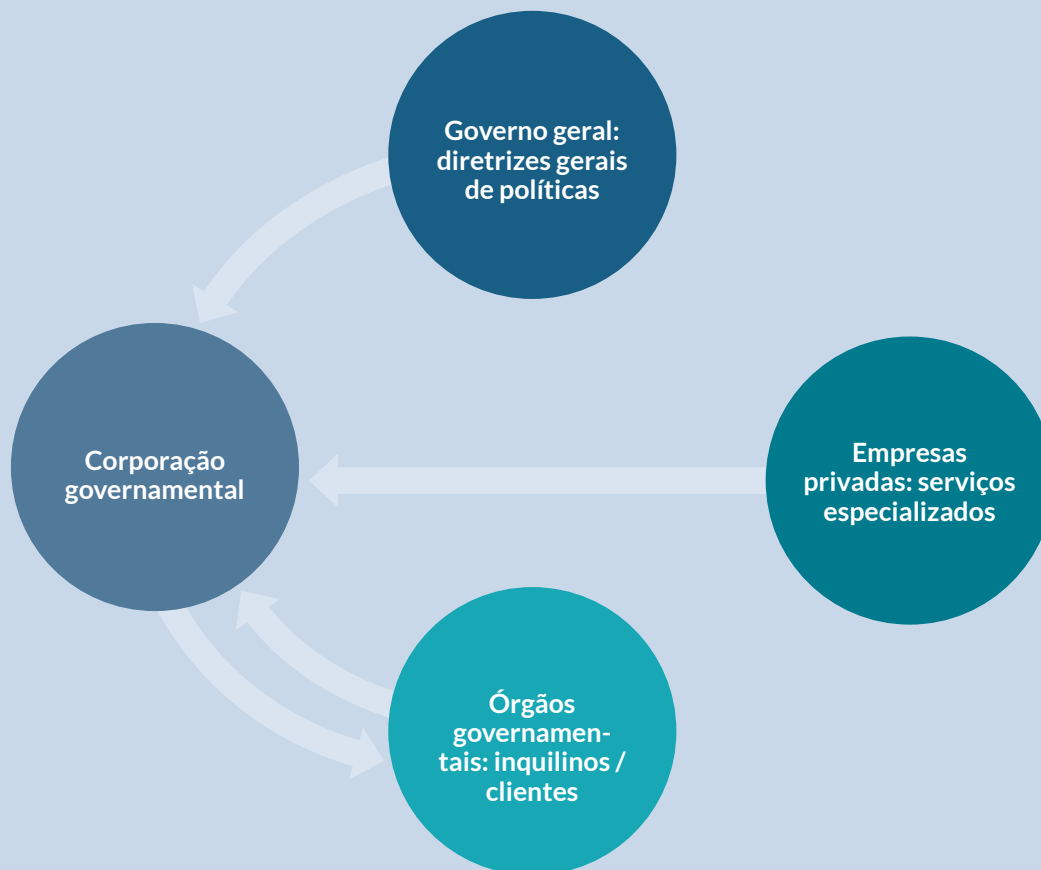 Governo geral:
diretrizes gerais
de políticas
Corporação
governamental
Empresas
privadas: serviços
especializados
Órgãos
governamen-
tais: inquilinos /
clientes